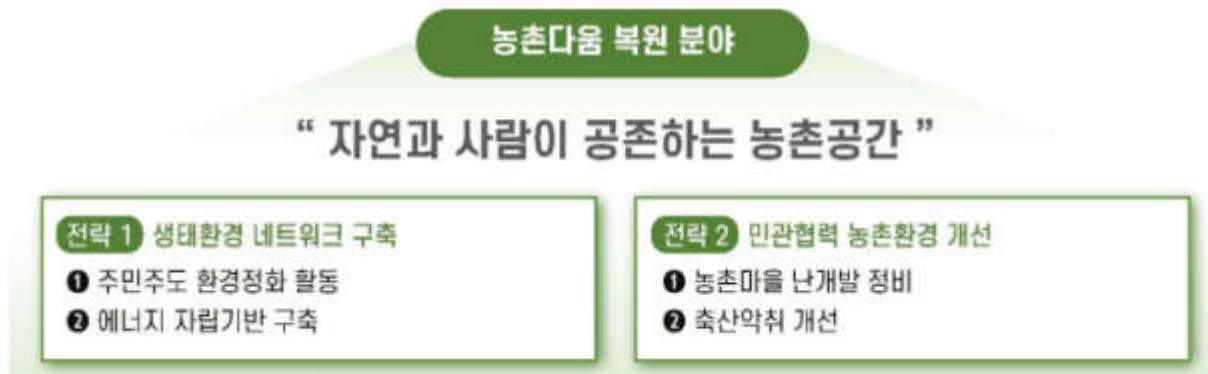 농촌다움 복원 분야
“ 자연과 사람이 공존하는 농촌공간 ”
전략 1 생태환경 네트워크 구축
❶ 주민주도 환경정화 활동
❷ 에너지 자립기반 구축
전략 2 민관협력 농촌환경 개선
❶ 농촌마을 난개발 정비
❷ 축산악취 개선